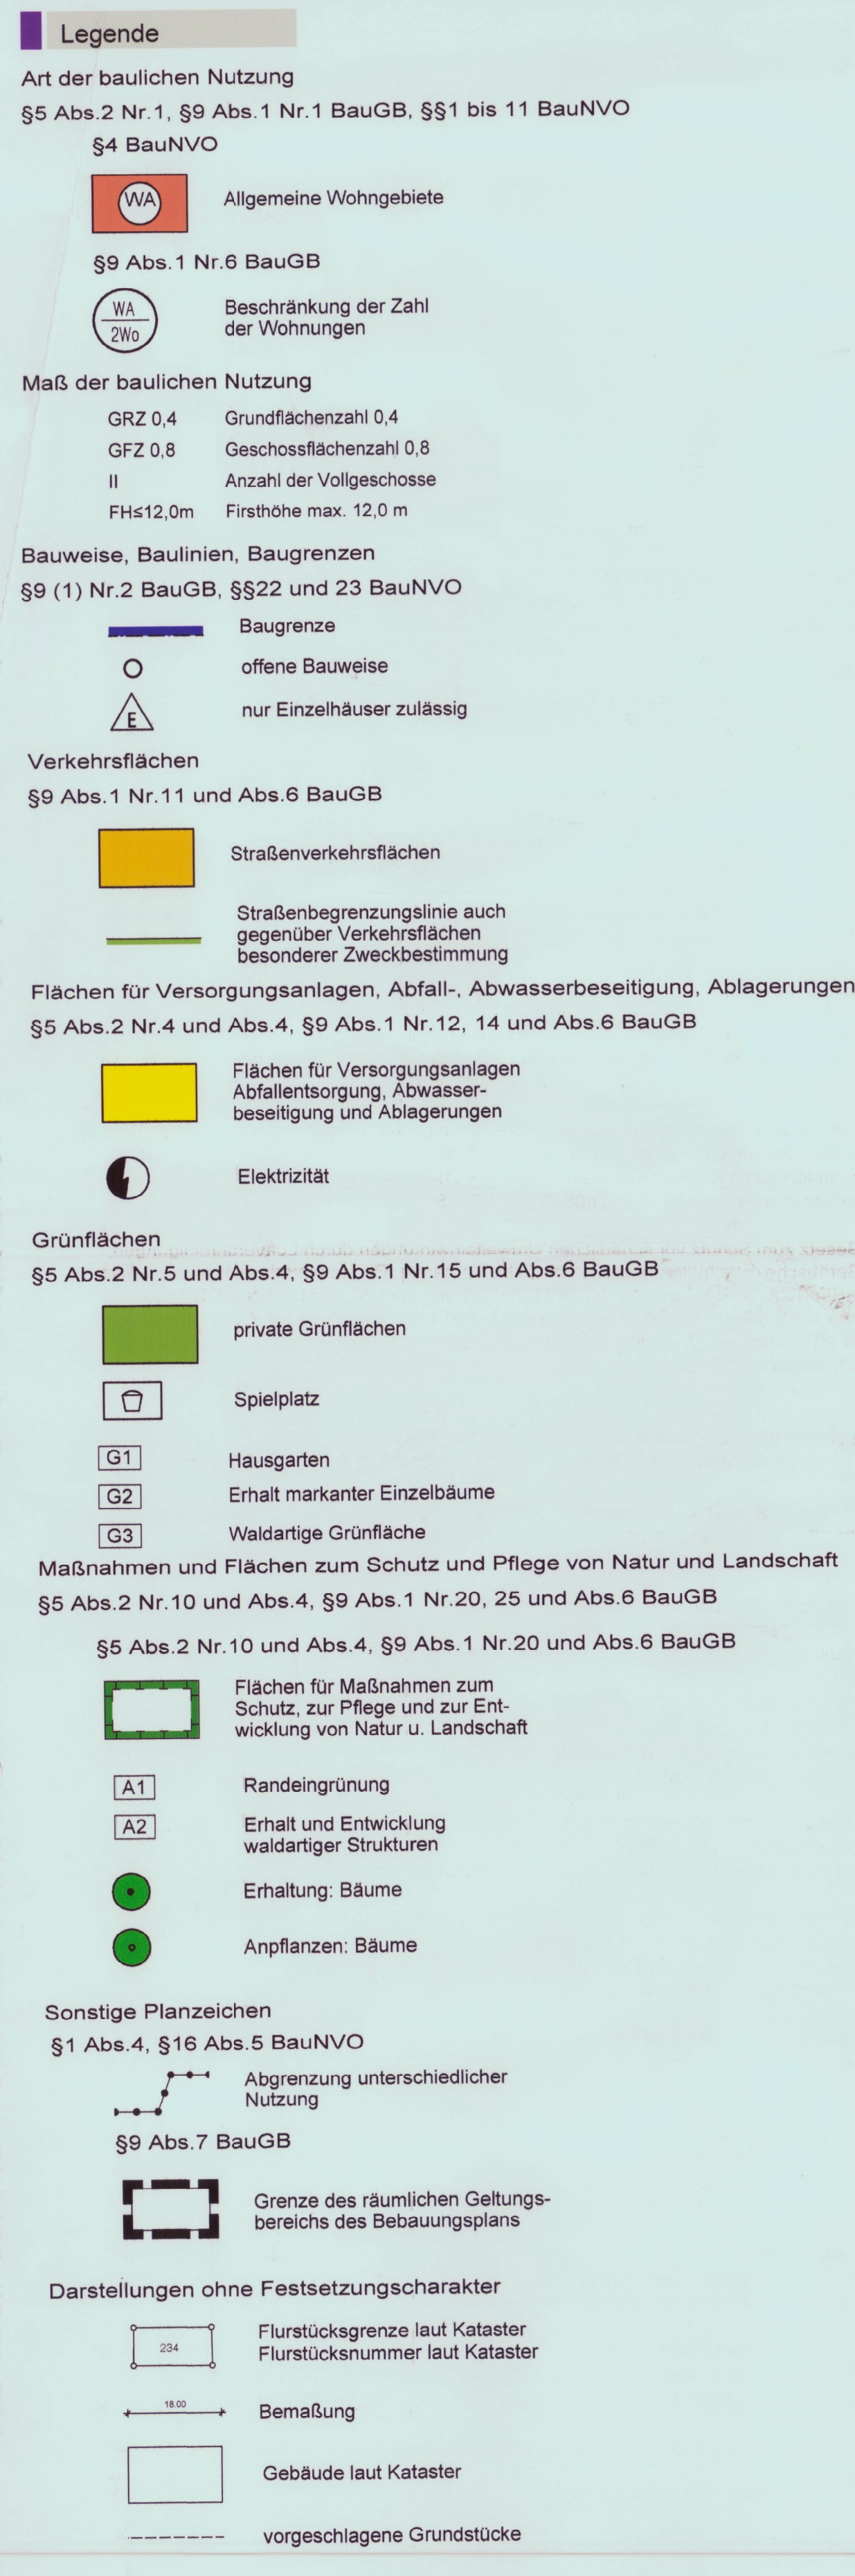 Legende
Art der baulichen Nutzung
§5 Abs.2 Nr.1, §9 Abs.1 Nr.1 BauGB, §§1 bis 11 BauNVO
§4 BauNVO
WA Allgemeine Wohngebiete
§9 Abs.1 Nr.6 BauGB
WA Beschränkung der Zahl
2Wo der Wohnungen
Maß der baulichen Nutzung
GRZ 0,4 Grundflächenzahl 0,4
GFZ 0,8 Geschossflächenzahl 0,8
II Anzahl der Vollgeschosse
FH≤12,0m Firsthöhe max. 12,0 m
Bauweise, Baulinien, Baugrenzen
§9 (1) Nr.2 BauGB, §§22 und 23 BauNVO
Baugrenze
offene Bauweise
E nur Einzelhäuser zulässig
Verkehrsflächen
§9 Abs.1 Nr.11 und Abs.6 BauGB
Straßenverkehrsflächen
Straßenbegrenzungslinie auch
gegenüber Verkehrsflächen
besonderer Zweckbestimmung
Flächen für Versorgungsanlagen, Abfall-, Abwasserbeseitigung, Ablagerungen
§5 Abs.2 Nr.4 und Abs.4, §9 Abs.1 Nr.12, 14 und Abs.6 BauGB
Flächen für Versorgungsanlagen
Abfallentsorgung, Abwasser-
beseitigung und Ablagerungen
Elektrizität
Grünflächen
§5 Abs.2 Nr.5 und Abs.4, §9 Abs.1 Nr.15 und Abs.6 BauGB
private Grünflächen
Spielplatz
G1 Hausgarten
G2 Erhalt markanter Einzelbäume
G3 Waldartige Grünfläche
Maßnahmen und Flächen zum Schutz und Pflege von Natur und Landschaft
§5 Abs.2 Nr.10 und Abs.4, §9 Abs.1 Nr.20, 25 und Abs.6 BauGB
§5 Abs.2 Nr.10 und Abs.4, §9 Abs.1 Nr.20 und Abs.6 BauGB
Flächen für Maßnahmen zum
Schutz, zur Pflege und zur Ent-
wicklung von Natur u. Landschaft
A1 Randeingrünung
A2 Erhalt und Entwicklung
waldartiger Strukturen
Erhaltung: Bäume
Anpflanzen: Bäume
Sonstige Planzeichen
§1 Abs.4, §16 Abs.5 BauNVO
Abgrenzung unterschiedlicher
Nutzung
§9 Abs.7 BauGB
Grenze des räumlichen Geltungs-
bereichs des Bebauungsplans
Darstellungen ohne Festsetzungscharakter
Flurstücksgrenze laut Kataster
234 Flurstücksnummer laut Kataster
18.00 Bemaßung
Gebäude laut Kataster
vorgeschlagene Grundstücke